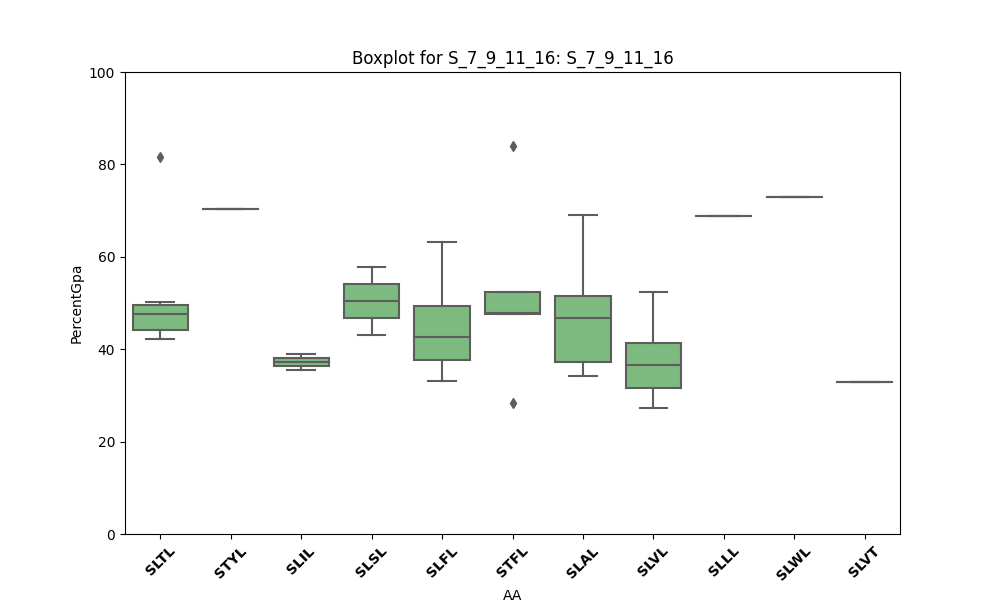 Boxplot for S_7_9_11_16: S_7_9_11_16
100
80
60
40
20
0
PercentGpa
SLTL
STYL
SLIL
SLSL
SLFL
STFL
SLAL
SLVL
SLLL
SLWL
SLVT
AA